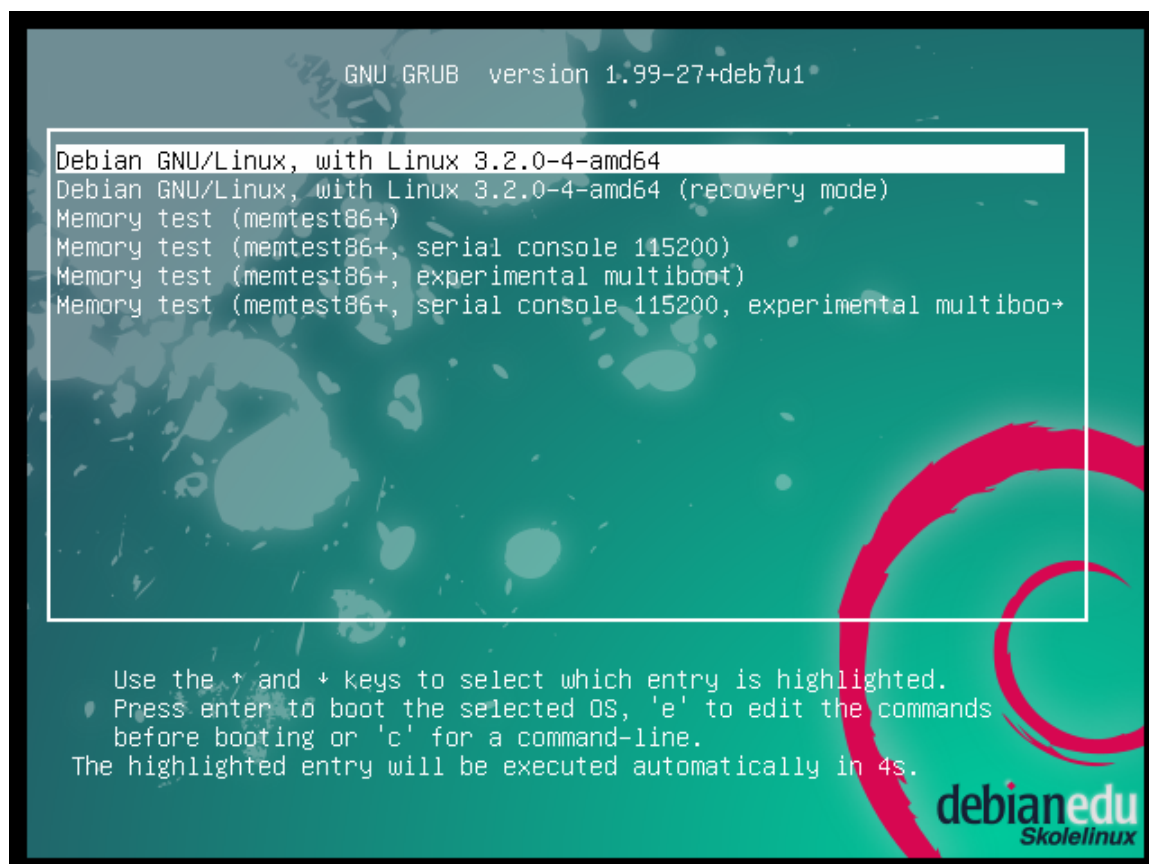 GNU GRUB  version 1.99-27+deb7u1
Debian GNU/Linux, with Linux 3.2.0-4-amd64
Debian GNU/Linux, with Linux 3.2.0-4-amd64 (recovery mode)
Memory test (memtest86+)
Memory test (memtest86+, serial console 115200)
Memory test (memtest86+, experimental multiboot)
Memory test (memtest86+, serial console 115200, experimental multiboo→
Use the ↑ and ↓ keys to select which entry is highlighted.
Press enter to boot the selected OS, 'e' to edit the commands
before booting or 'c' for a command-line.
The highlighted entry will be executed automatically in 4s.
debianedu
Skolelinux